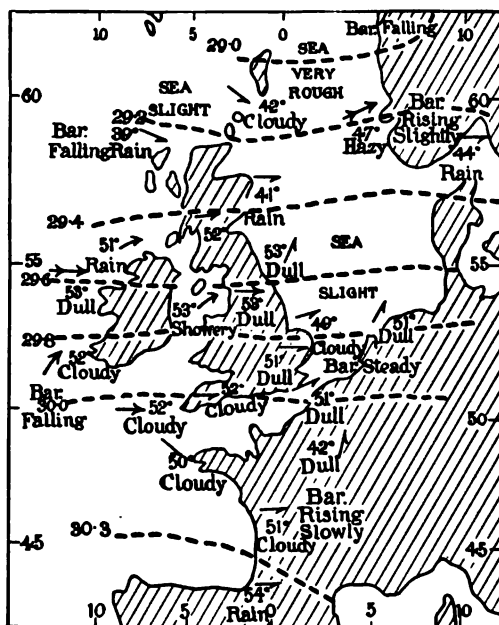 10 5 0 5 10
29·0 SEA Bar. Falling
VERY
ROUGH
60 SEA
SLIGHT
42°
Cloudy
Bar. 60
Rising
Slightly
29·2
39°
Bar.
Falling Rain
47°
Hazy
44°
Rain
41°
Rain
29·4
52°
51°
Rain
53°
Dull
SEA
SLIGHT
55 55
29·6
53°
Dull
53°
Showery
59°
Dull
29·8
49°
Cloudy
51°
Dull
Bar. Steady
52°
Cloudy
51°
Dull
Bar.
Falling
30·0
52°
Cloudy
52°
Cloudy
51°
Dull
50
50°
Cloudy
42°
Dull
Bar.
Rising
Slowly
51°
Cloudy
30·3
45 45
54°
Rain
10 5 0 5 10